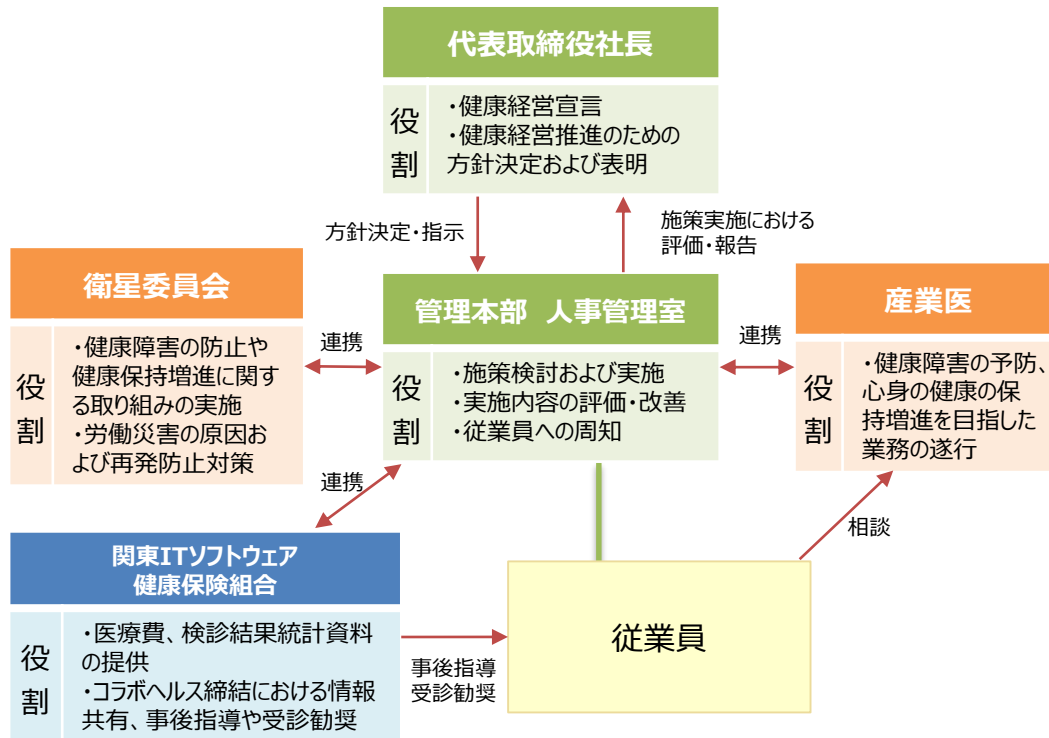 代表取締役社長
役割
・健康経営宣言
・健康経営推進のための
方針決定および表明
方針決定・指示
施策実施における
評価・報告
衛星委員会
役割
・健康障害の防止や
健康保持増進に関す
る取り組みの実施
・労働災害の原因お
よび再発防止対策
連携
管理本部 人事管理室
役割
・施策検討および実施
・実施内容の評価・改善
・従業員への周知
連携
産業医
役割
・健康障害の予防、
心身の健康の保
持増進を目指した
業務の遂行
連携
相談
関東ITソフトウェア
健康保険組合
役割
・医療費、検診結果統計資料
の提供
・コラボヘルス締結における情報
共有、事後指導や受診勧奨
事後指導
受診勧奨
従業員